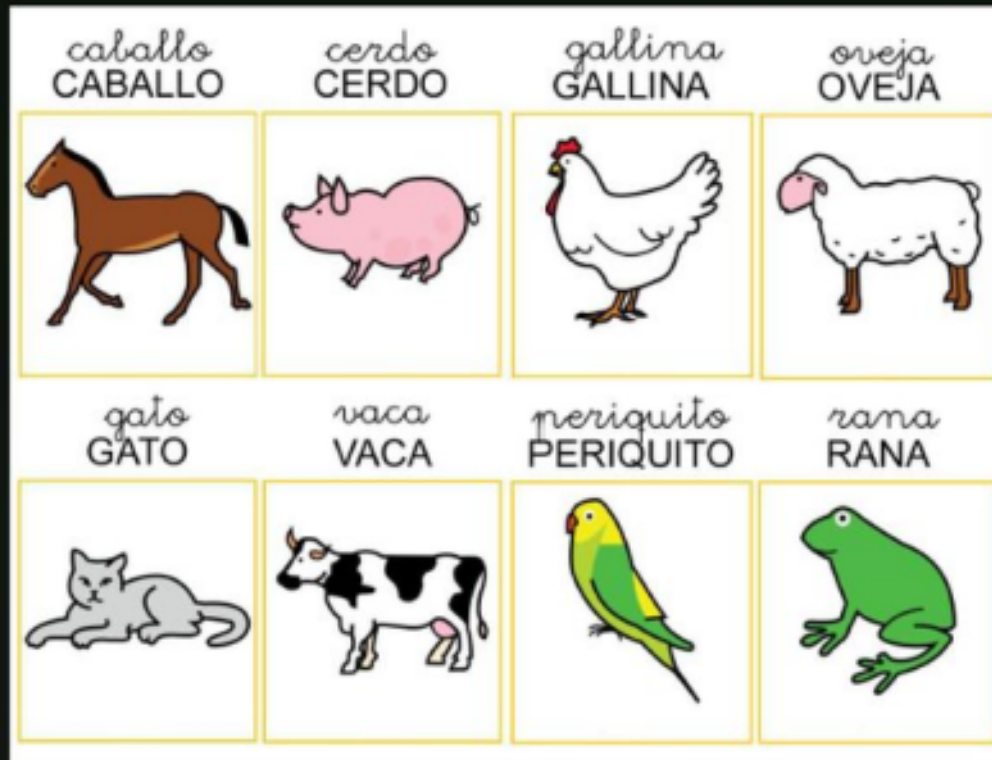 caballo cerdo gallina oveja
CABALLO CERDO GALLINA OVEJA
gato vaca periquito rana
GATO VACA PERIQUITO RANA